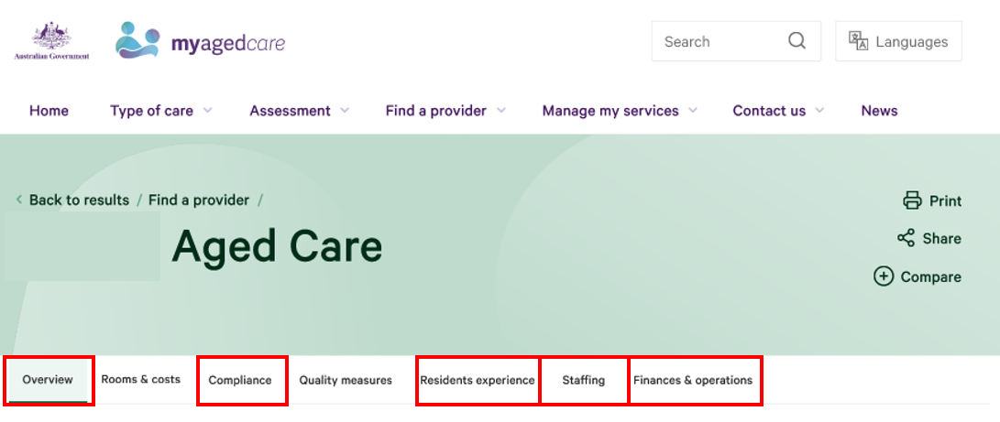 Australian Government
myagedcare
Search
Languages
Home Type of care Assessment Find a provider Manage my services Contact us News
Back to results / Find a provider /
Aged Care
Print
Share
Compare
Overview Rooms & costs Compliance Quality measures Residents experience Staffing Finances & operations